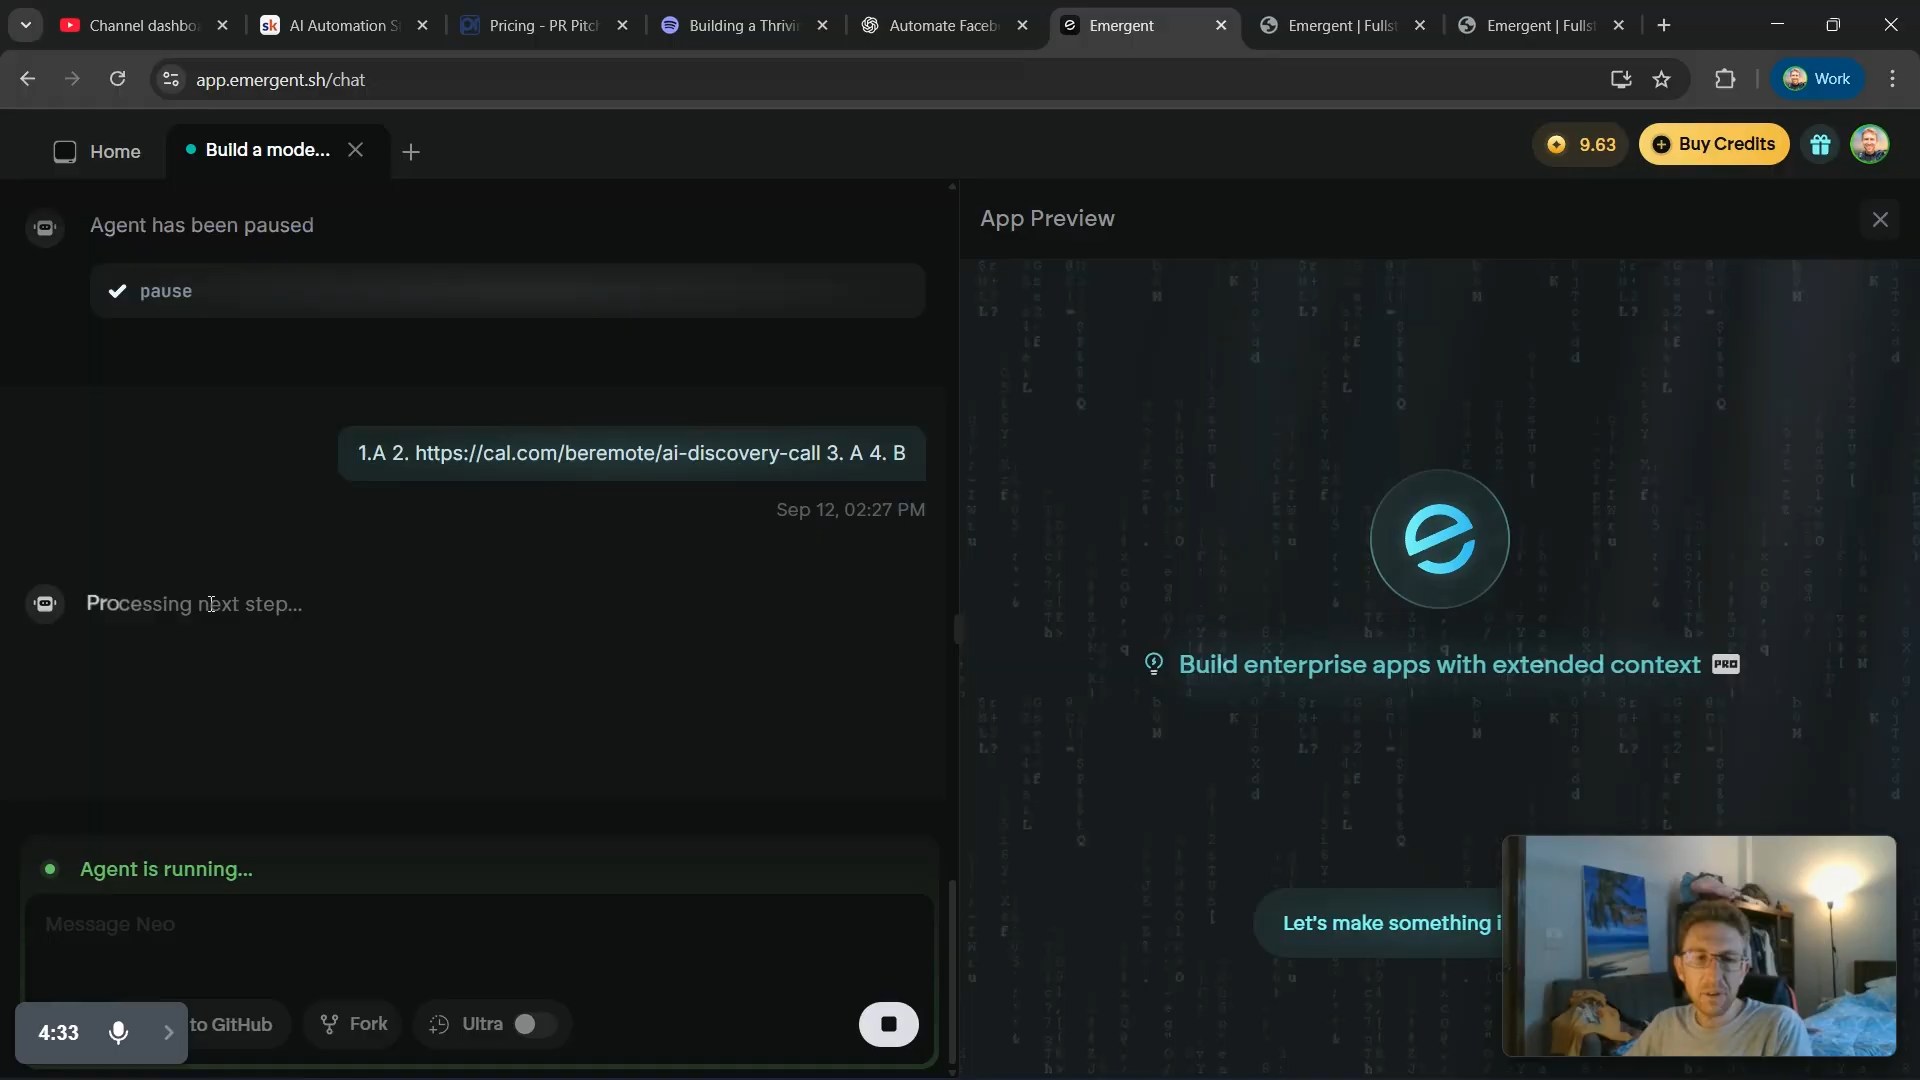 Channel dashbo
AI Automation S
Pricing - PR Pitch
Building a Thrivi
Automate Faceb
Emergent
Emergent | Fulls
Emergent | Fulls
app.emergent.sh/chat
Work
Home
Build a mode...
9.63
Buy Credits
Agent has been paused
pause
App Preview
1.A 2. https://cal.com/beremote/ai-discovery-call 3. A 4. B
Sep 12, 02:27 PM
Processing next step...
Build enterprise apps with extended context PRO
Agent is running...
Message Neo
Let's make something i
4:33
to GitHub
Fork
Ultra